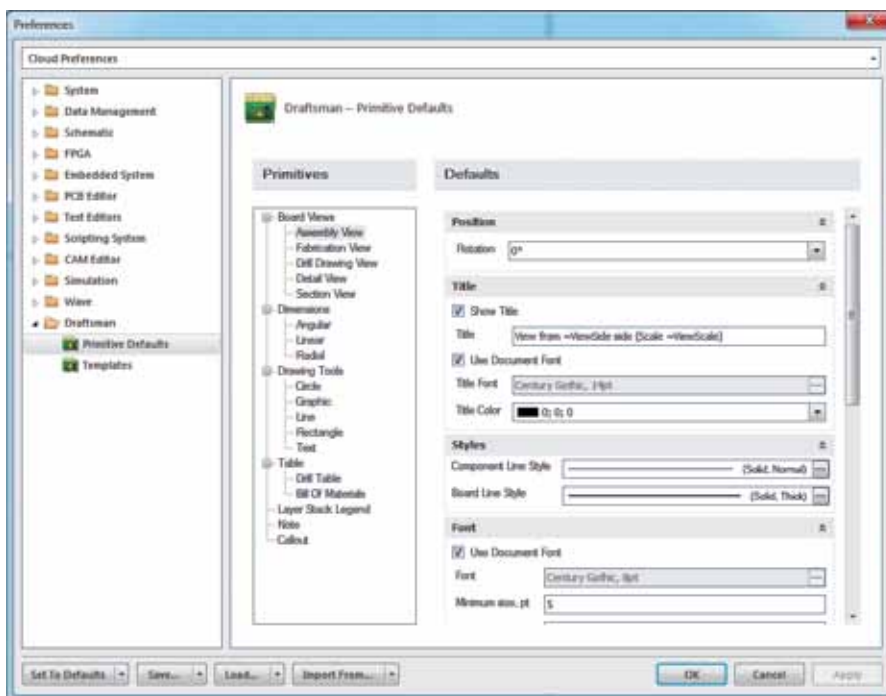 Preferences
Cloud Preferences
System
Data Management
Schematic
FPGA
Embedded System
PCB Editor
Text Editors
Scripting System
CAM Editor
Simulation
Wave
Draftsman
Primitive Defaults
Templates
Draftsman – Primitive Defaults
Primitives
Board Views
Assembly View
Fabrication View
Drill Drawing View
Detail View
Section View
Dimensions
Angular
Linear
Radial
Drawing Tools
Circle
Graphic
Line
Rectangle
Text
Table
Drill Table
Bill Of Materials
Layer Stack Legend
Note
Callout
Defaults
Position
Rotation 0°
Title
Show Title
Title View from =ViewSide side (Scale =ViewScale)
Use Document Font
Title Font Century Gothic, 14pt
Title Color 0; 0; 0
Styles
Component Line Style (Solid, Normal)
Board Line Style (Solid, Thick)
Font
Use Document Font
Font Century Gothic, 8pt
Minimum size, pt 5
Set To Defaults Save... Load... Import From... OK Cancel Apply